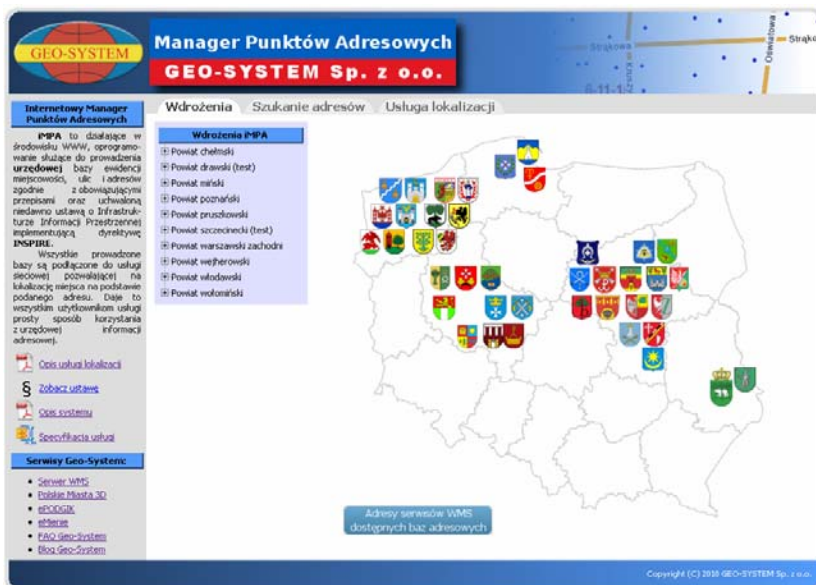 GEO-SYSTEM
Manager Punktów Adresowych
GEO-SYSTEM Sp. z o.o.
Strąkowa
Oświatowa
Strąkowa
Internetowy Manager
Punktów Adresowych
iMPA to działające w
środowisku WWW, oprogramo-
wanie służące do prowadzenia
urzędowej bazy ewidencji
miejscowości, ulic i adresów
zgodnie z obowiązującymi
przepisami oraz uchwaloną
niedawno ustawą o Infrastruk-
turze Informacji Przestrzennej
implementującą dyrektywę
INSPIRE.
Wszystkie prowadzone
bazy są podłączone do usługi
sieciowej pozwalającej na
lokalizację miejsca na podstawie
podanego adresu. Daje to
wszystkim użytkownikom usługi
prosty sposób korzystania
z urzędowej informacji
adresowej.
Opis usługi lokalizacji
§ Zobacz ustawę
Opis systemu
Specyfikacja usługi
Serwisy Geo-System:
Serwer WMS
Polskie Miasta 3D
ePODGIK
eMienie
FAQ Geo-System
Blog Geo-System
Wdrożenia Szukanie adresów Usługa lokalizacji
Wdrożenia iMPA
Powiat chełmski
Powiat drawski (test)
Powiat miński
Powiat poznański
Powiat pruszkowski
Powiat szczecinecki (test)
Powiat warszawski zachodni
Powiat wejherowski
Powiat włodawski
Powiat wołomiński
Adresy serwisów WMS
dostępnych baz adresowych
Copyright (C) 2010 GEO-SYSTEM Sp. z o.o.